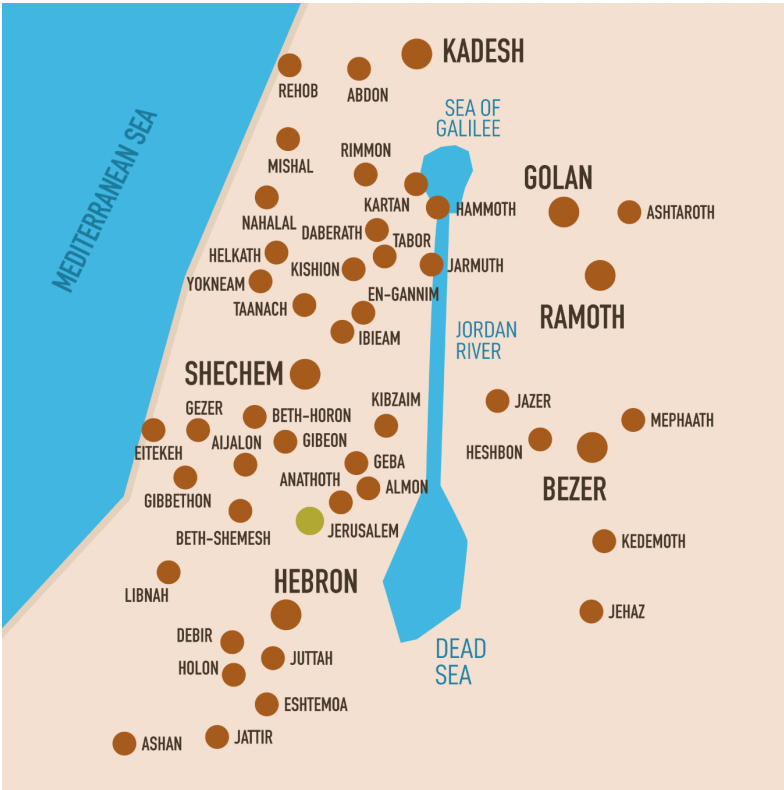 KADESH
REHOB
ABDON
SEA OF
GALILEE
MEDITERRANEAN SEA
RIMMON
MISHAL
GOLAN
KARTAN
HAMMOTH
ASHTAROTH
NAHALAL
DABERATH
TABOR
HELKATH
KISHION
JARMUTH
YOKNEAM
EN-GANNIM
TAANACH
RAMOTH
JORDAN
RIVER
IBIEAM
SHECHEM
KIBZAIM
JAZER
GEZER
BETH-HORON
MEPHAATH
EITEKEH
AIJALON
GIBEON
HESHBON
GEBA
BEZER
ANATHOTH
ALMON
GIBBETHON
BETH-SHEMESH
JERUSALEM
KEDEMOTH
HEBRON
LIBNAH
JEHAZ
DEBIR
JUTTAH
DEAD
SEA
HOLON
ESHTEMOA
ASHAN
JATTIR